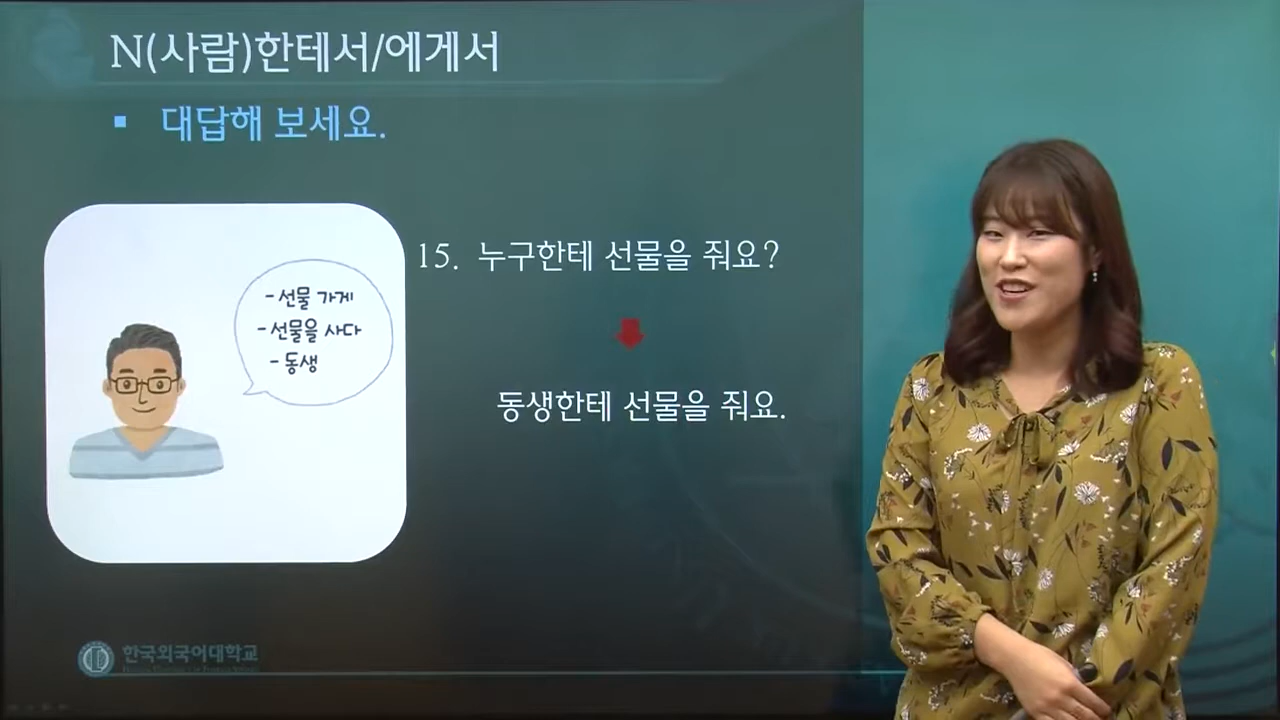 N(사람)한테서/에게서
▪ 대답해 보세요.
- 선물 가게
- 선물을 사다
- 동생
15. 누구한테 선물을 줘요?
동생한테 선물을 줘요.
한국외국어대학교